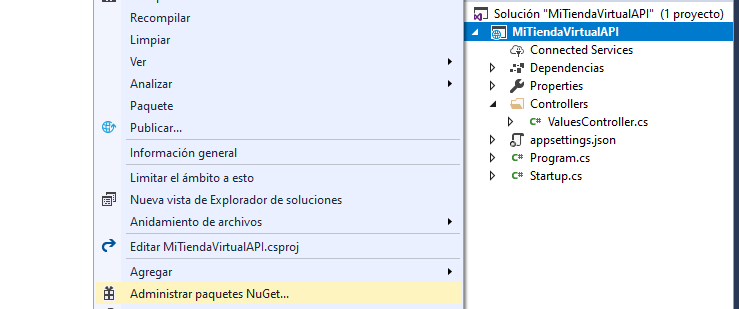 Recompilar
Limpiar
Ver
Analizar
Paquete
Publicar...
Información general
Limitar el ámbito a esto
Nueva vista de Explorador de soluciones
Anidamiento de archivos
Editar MiTiendaVirtualAPI.csproj
Agregar
Administrar paquetes NuGet...
Solución "MiTiendaVirtualAPI" (1 proyecto)
MiTiendaVirtualAPI
Connected Services
Dependencias
Properties
Controllers
C# ValuesController.cs
appsettings.json
C# Program.cs
C# Startup.cs